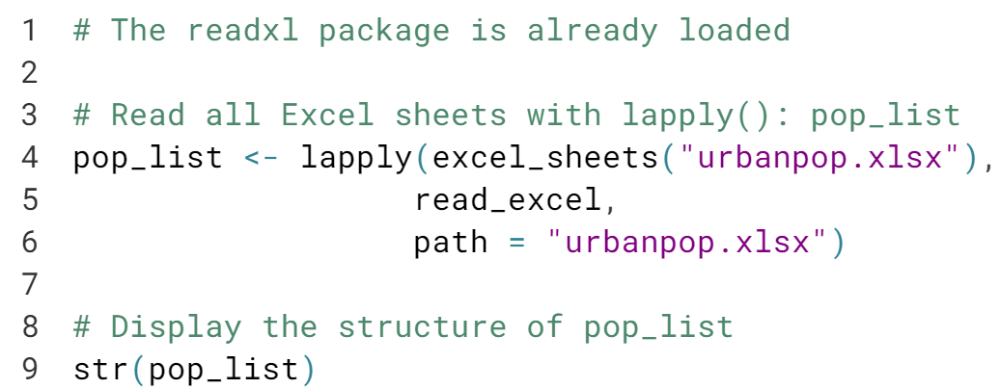 1 # The readxl package is already loaded
2
3 # Read all Excel sheets with lapply(): pop_list
4 pop_list <- lapply(excel_sheets("urbanpop.xlsx"),
5                   read_excel,
6                   path = "urbanpop.xlsx")
7
8 # Display the structure of pop_list
9 str(pop_list)